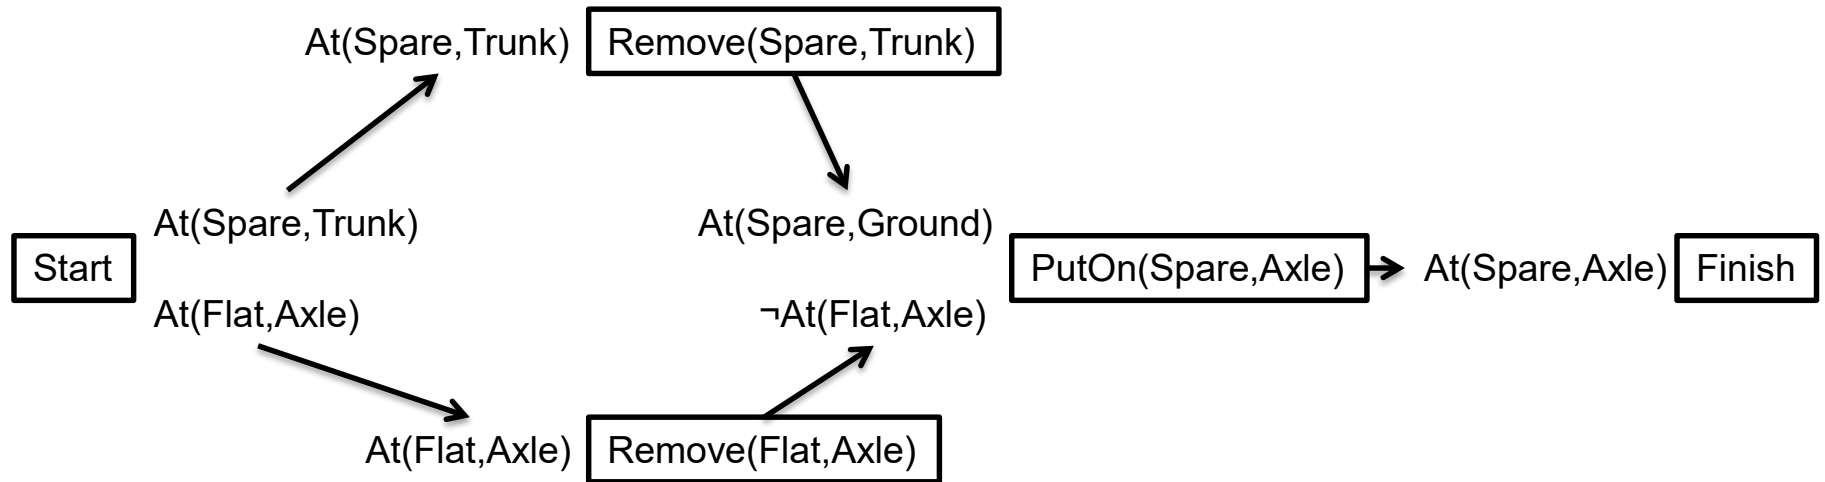 At(Spare,Trunk) Remove(Spare,Trunk)
At(Spare,Trunk) At(Spare,Ground)
Start PutOn(Spare,Axle) At(Spare,Axle) Finish
At(Flat,Axle) ¬At(Flat,Axle)
At(Flat,Axle) Remove(Flat,Axle)